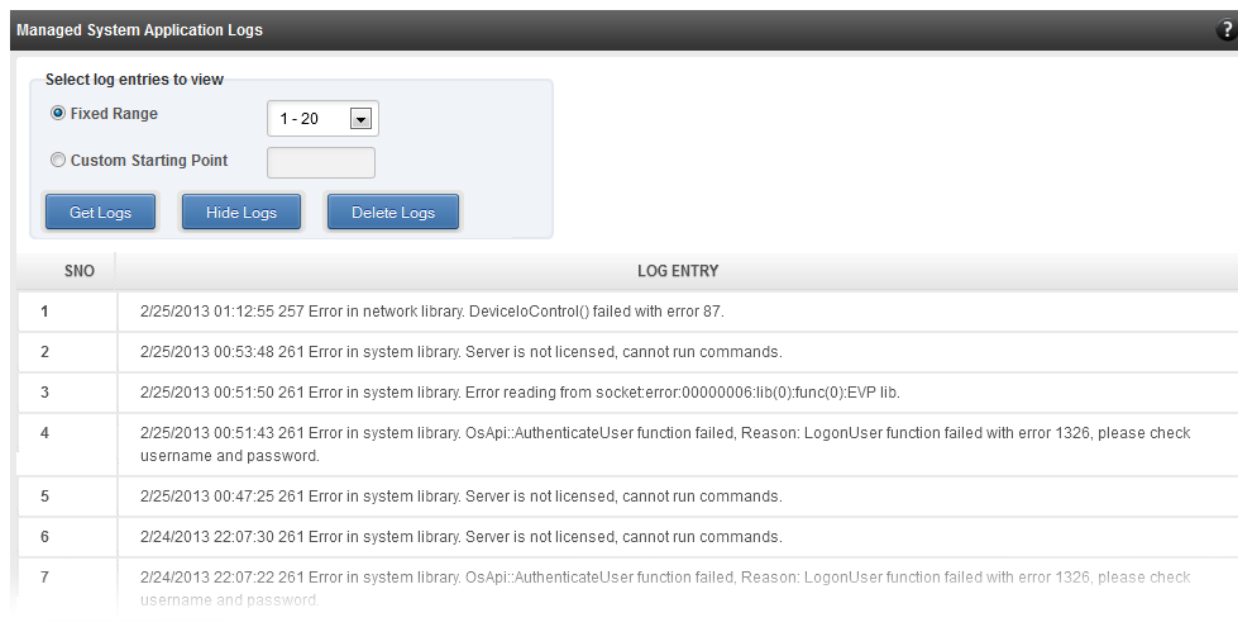 Managed System Application Logs
?
Select log entries to view
Fixed Range
1 - 20
Custom Starting Point
Get Logs
Hide Logs
Delete Logs
SNO
LOG ENTRY
1
2/25/2013 01:12:55 257 Error in network library. DeviceIoControl() failed with error 87.
2
2/25/2013 00:53:48 261 Error in system library. Server is not licensed, cannot run commands.
3
2/25/2013 00:51:50 261 Error in system library. Error reading from socket:error:00000006:lib(0):func(0):EVP lib.
4
2/25/2013 00:51:43 261 Error in system library. OsApi::AuthenticateUser function failed, Reason: LogonUser function failed with error 1326, please check
username and password.
5
2/25/2013 00:47:25 261 Error in system library. Server is not licensed, cannot run commands.
6
2/24/2013 22:07:30 261 Error in system library. Server is not licensed, cannot run commands.
7
2/24/2013 22:07:22 261 Error in system library. OsApi::AuthenticateUser function failed, Reason: LogonUser function failed with error 1326, please check
username and password.